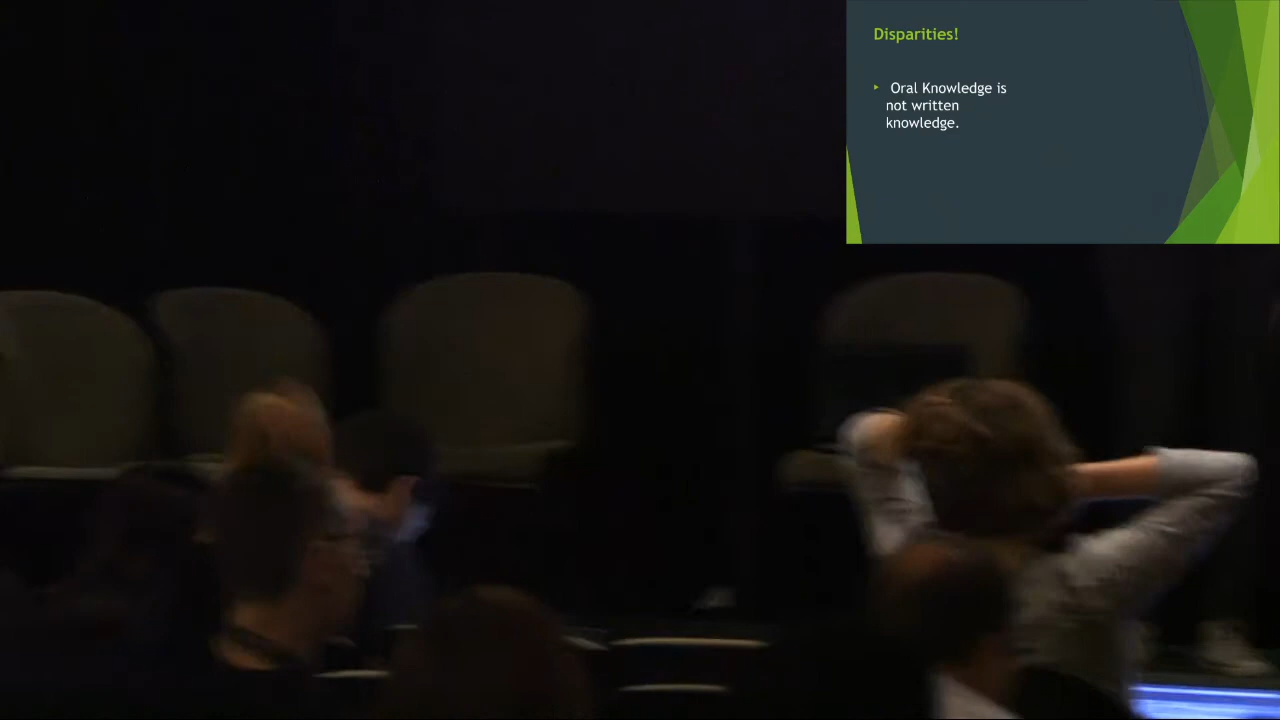 Disparities!
Oral Knowledge is
not written
knowledge.